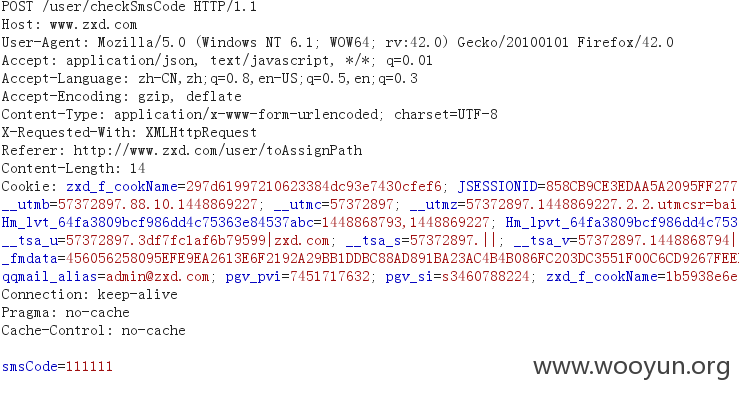 POST /user/checkSmsCode HTTP/1.1
Host: www.zxd.com
User-Agent: Mozilla/5.0 (Windows NT 6.1; WOW64; rv:42.0) Gecko/20100101 Firefox/42.0
Accept: application/json, text/javascript, */*; q=0.01
Accept-Language: zh-CN,zh;q=0.8,en-US;q=0.5,en;q=0.3
Accept-Encoding: gzip, deflate
Content-Type: application/x-www-form-urlencoded; charset=UTF-8
X-Requested-With: XMLHttpRequest
Referer: http://www.zxd.com/user/toAssignPath
Content-Length: 14
Cookie: zxd_f_cookName=297d61997210623384dc93e7430cfef6; JSESSIONID=858CB9CE3EDAA5A2095FF277
__utmb=57372897.88.10.1448869227; __utmc=57372897; __utmz=57372897.1448869227.2.2.utmcsr=bai
Hm_lvt_64fa3809bcf986dd4c75363e84537abc=1448868793,1448869227; Hm_lpvt_64fa3809bcf986dd4c753
__tsa_u=57372897.3df7fc1af6b79599|zxd.com; __tsa_s=57372897.||; __tsa_v=57372897.1448868794|
_fmdata=456056258095EFE9EA2613E6F2192A29BB1DDBC88AD891BA23AC4B4B086FC203DC3551F00C6CD9267FEE
qqmail_alias=admin@zxd.com; pgv_pvi=7451717632; pgv_si=s3460788224; zxd_f_cookName=1b5938e6e
Connection: keep-alive
Pragma: no-cache
Cache-Control: no-cache
smsCode=111111
www.wooyun.org